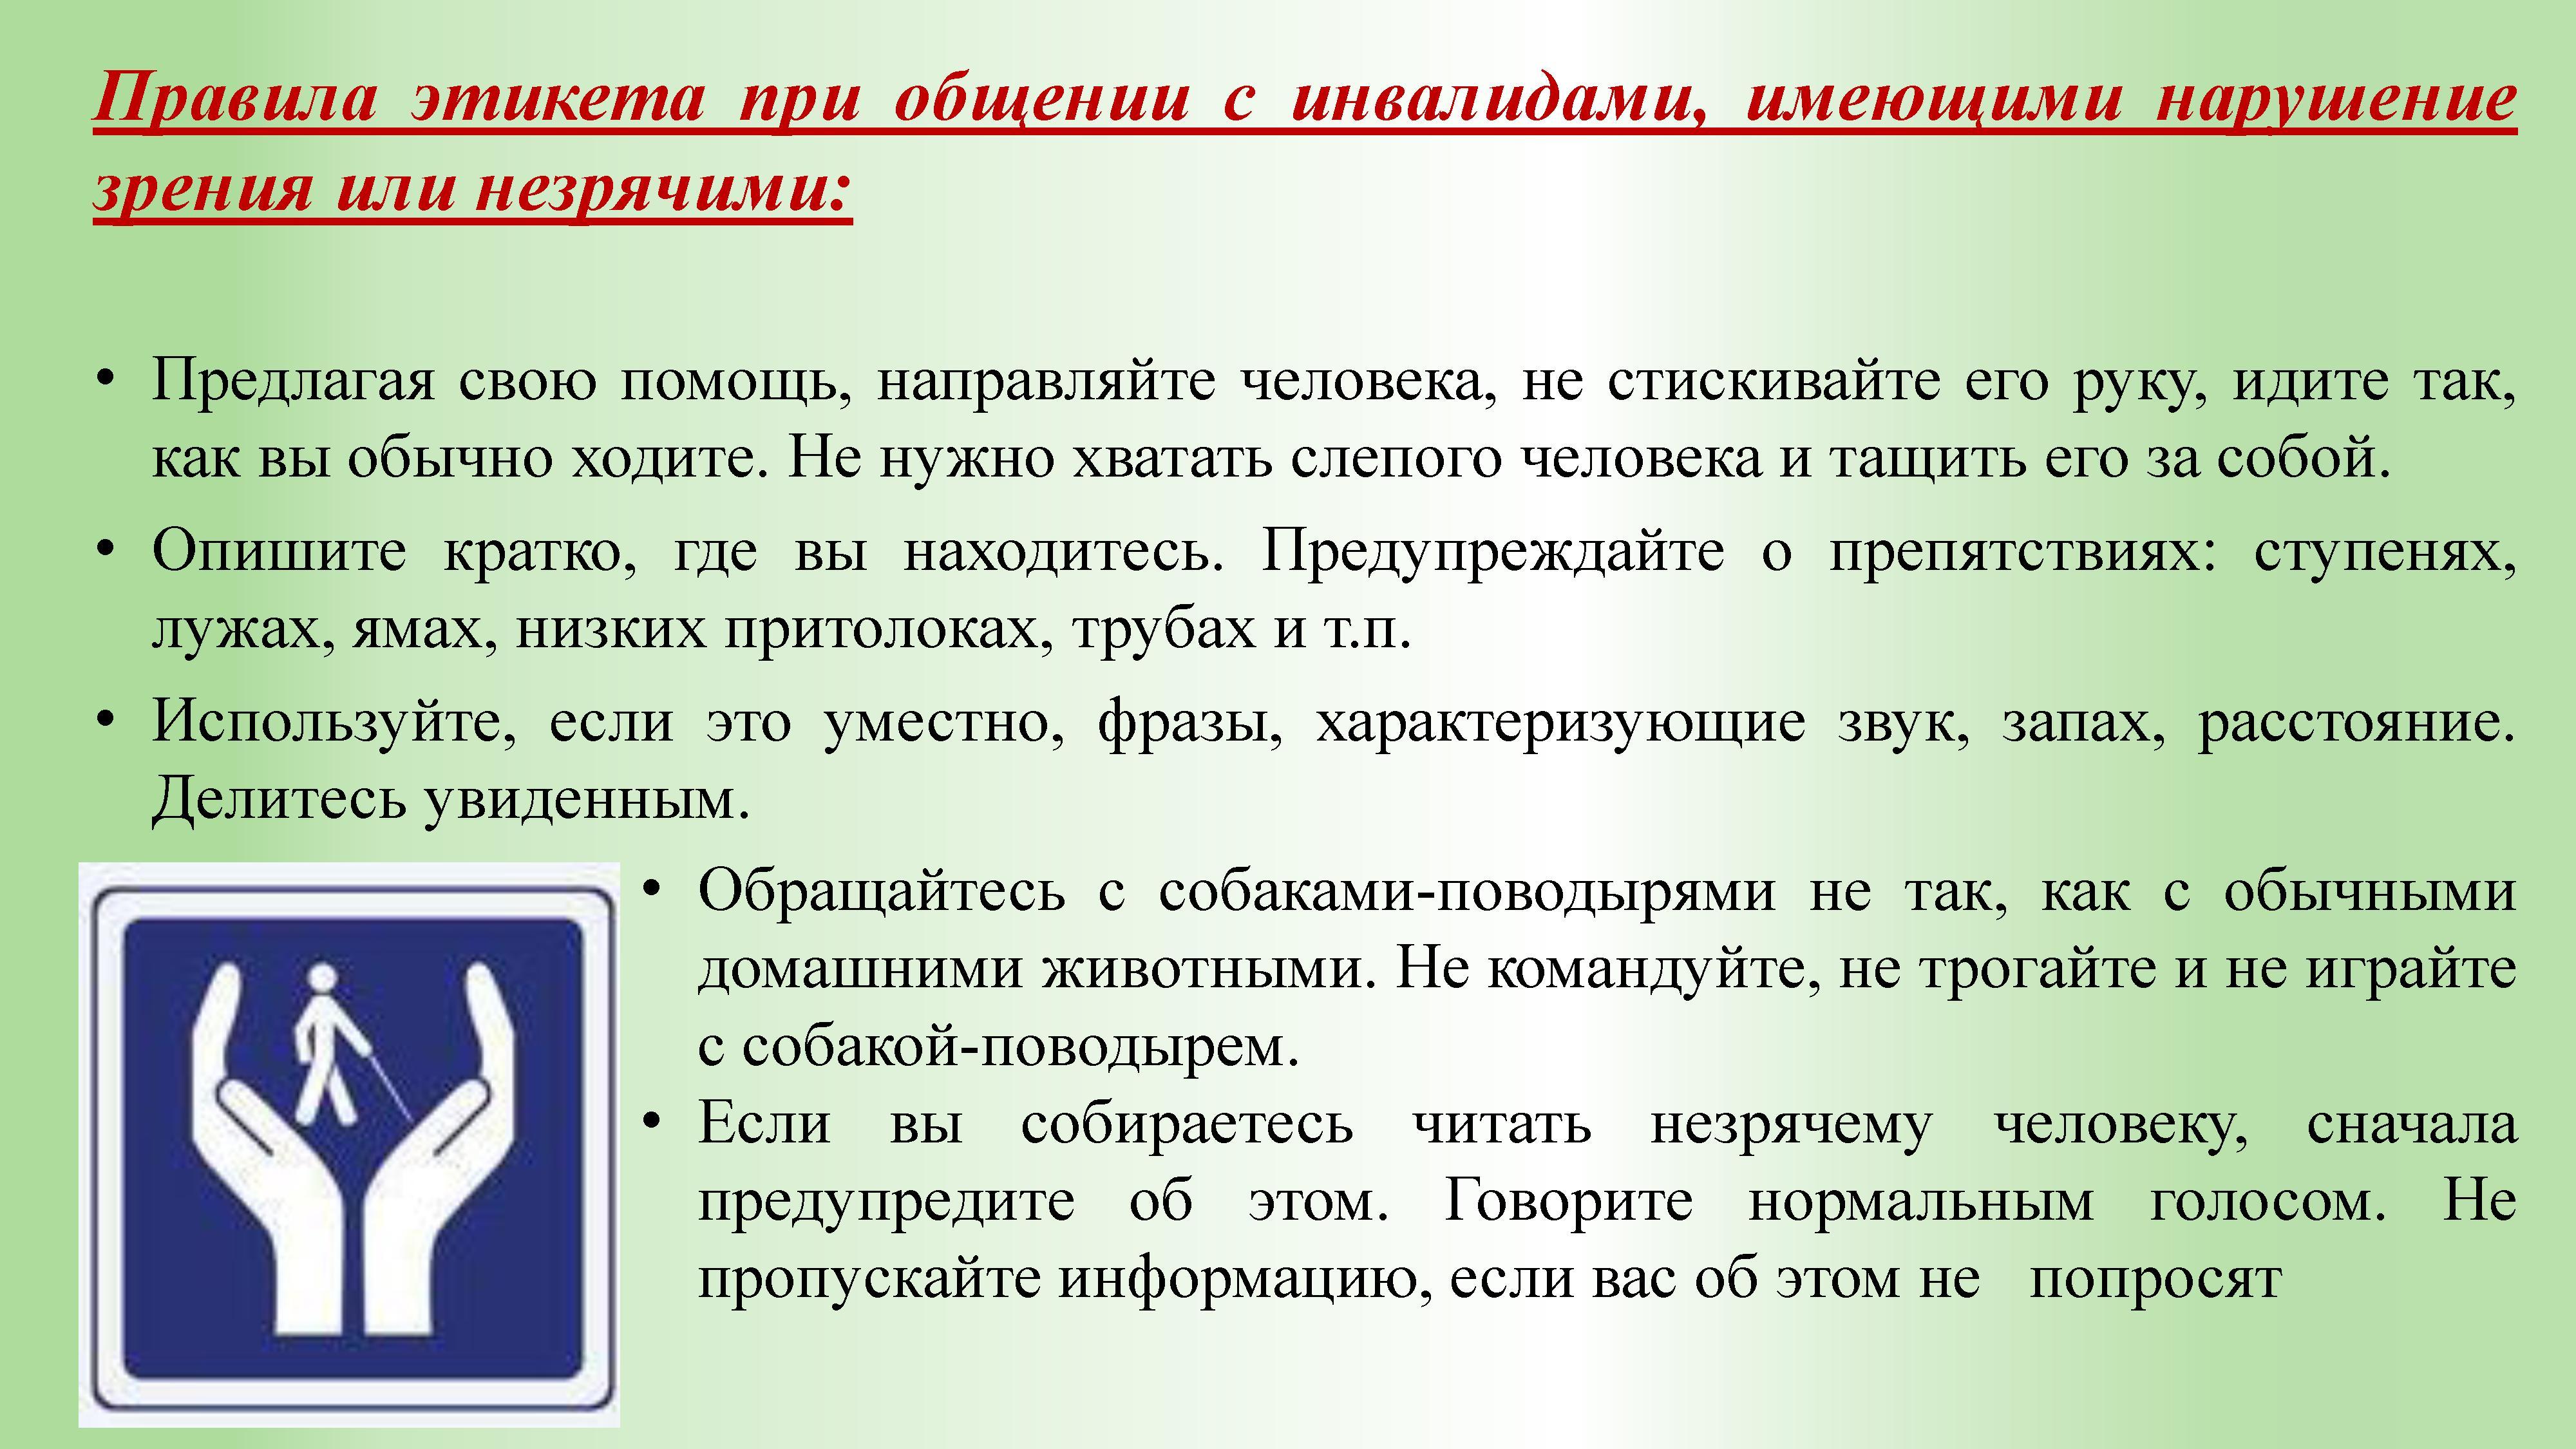 Правила этикета при общении с инвалидами, имеющими нарушение
зрения или незрячими:
• Предлагая свою помощь, направляйте человека, не стискивайте его руку, идите так,
как вы обычно ходите. Не нужно хватать слепого человека и тащить его за собой.
• Опишите кратко, где вы находитесь. Предупреждайте о препятствиях: ступенях,
лужах, ямах, низких притолоках, трубах и т.п.
• Используйте, если это уместно, фразы, характеризующие звук, запах, расстояние.
Делитесь увиденным.
• Обращайтесь с собаками-поводырями не так, как с обычными
домашними животными. Не командуйте, не трогайте и не играйте
с собакой-поводырем.
• Если вы собираетесь читать незрячему человеку, сначала
предупредите об этом. Говорите нормальным голосом. Не
пропускайте информацию, если вас об этом не попросят